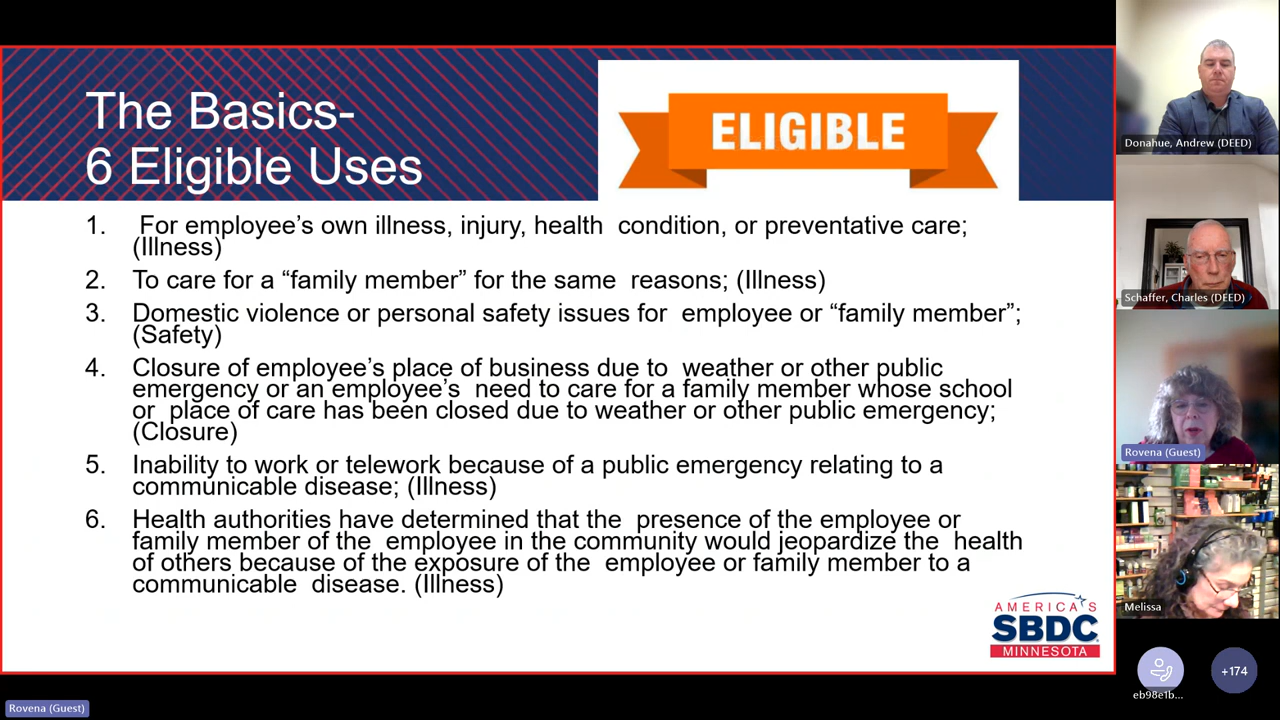 The Basics-
6 Eligible Uses
ELIGIBLE
1. For employee’s own illness, injury, health condition, or preventative care;
(Illness)
2. To care for a “family member” for the same reasons; (Illness)
3. Domestic violence or personal safety issues for employee or “family member”;
(Safety)
4. Closure of employee’s place of business due to weather or other public
emergency or an employee’s need to care for a family member whose school
or place of care has been closed due to weather or other public emergency;
(Closure)
5. Inability to work or telework because of a public emergency relating to a
communicable disease; (Illness)
6. Health authorities have determined that the presence of the employee or
family member of the employee in the community would jeopardize the health
of others because of the exposure of the employee or family member to a
communicable disease. (Illness)
AMERICA'S
SBDC
MINNESOTA
Donahue, Andrew (DEED)
Schaffer, Charles (DEED)
Rovena (Guest)
Melissa
eb98e1b...
+174
Rovena (Guest)